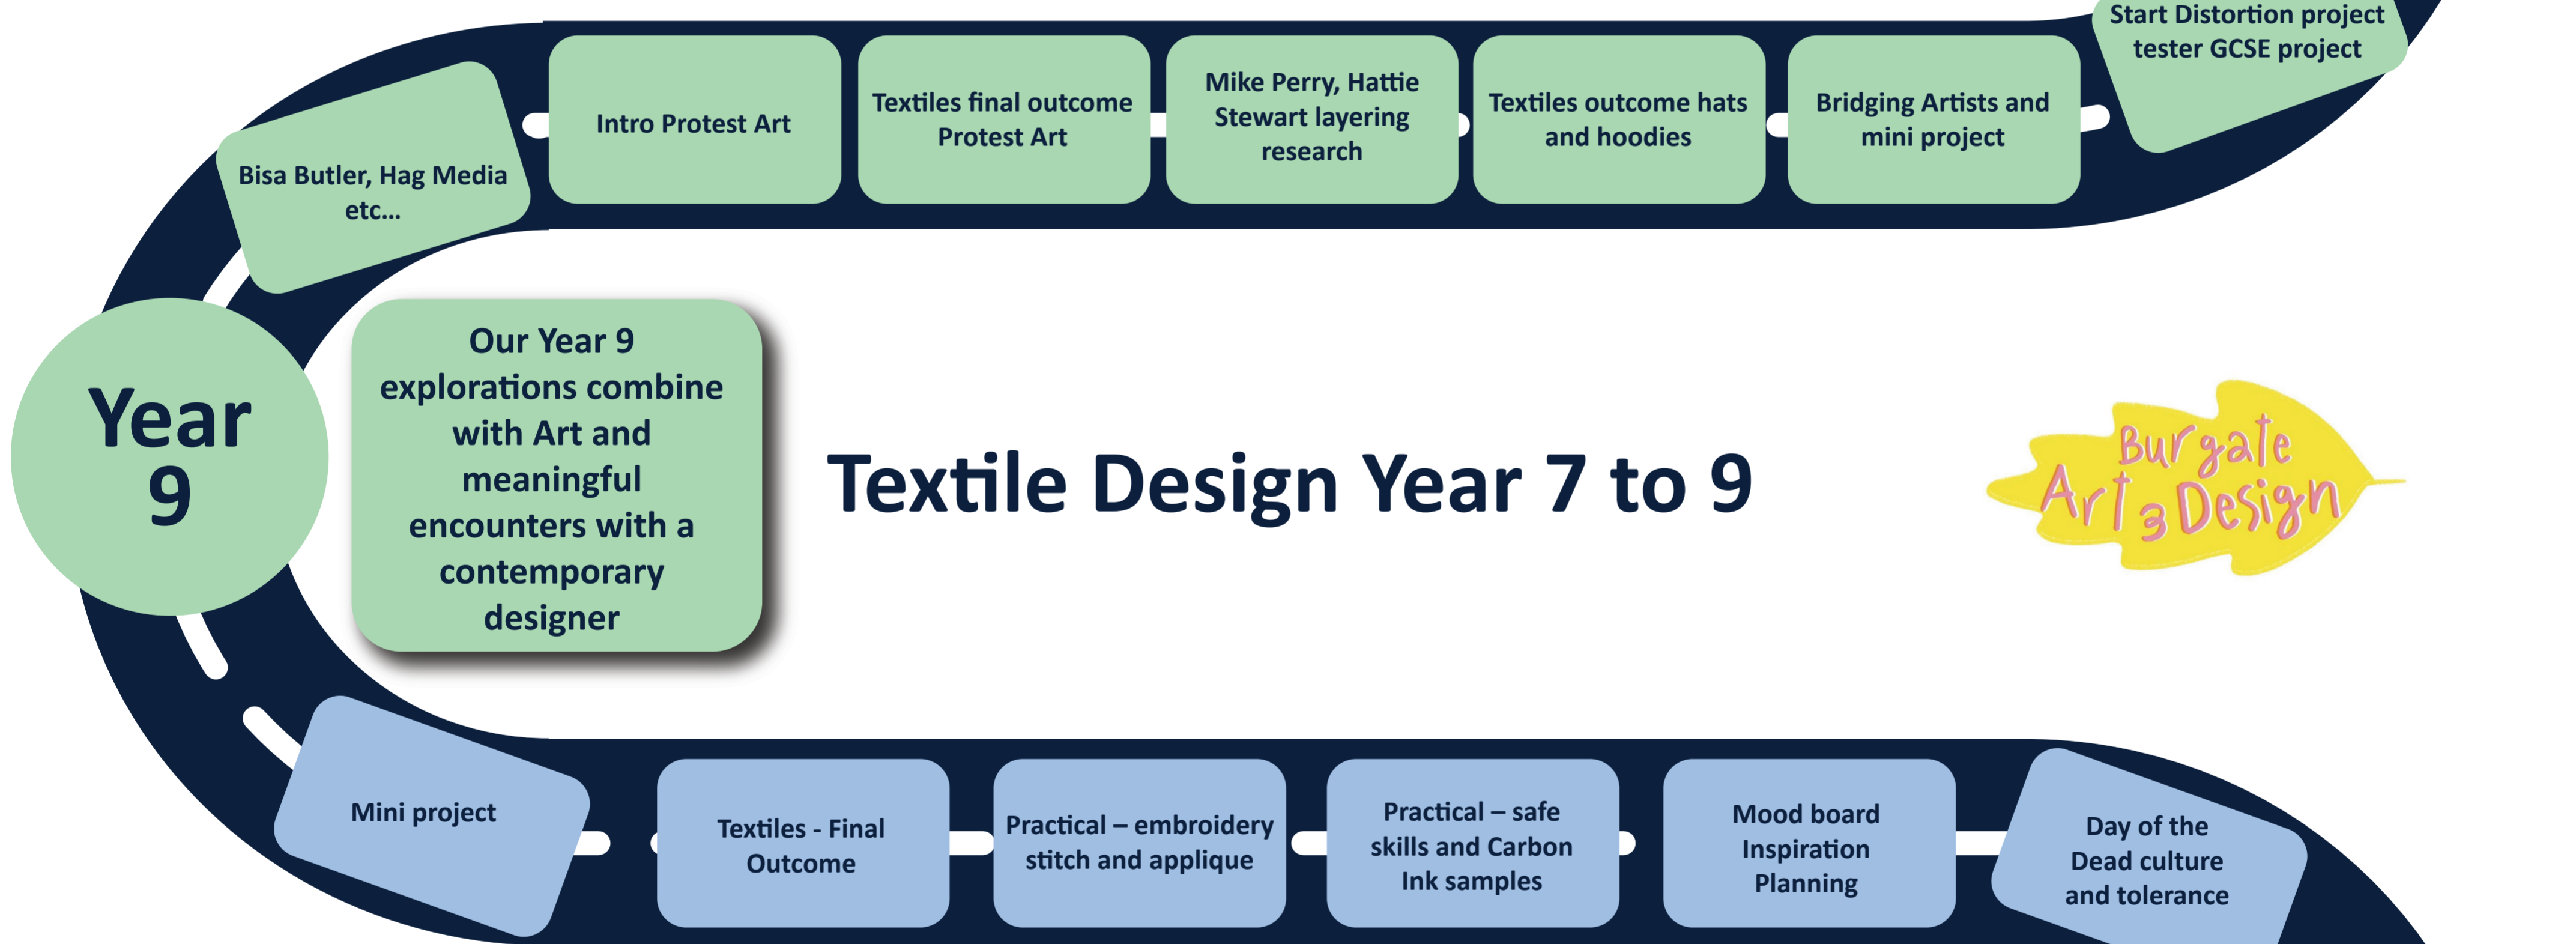 Start Distortion project
tester GCSE project
Bisa Butler, Hag Media
etc...
Intro Protest Art
Textiles final outcome
Protest Art
Mike Perry, Hattie
Stewart layering
research
Textiles outcome hats
and hoodies
Bridging Artists and
mini project
Year
9
Our Year 9
explorations combine
with Art and
meaningful
encounters with a
contemporary
designer
Textile Design Year 7 to 9
Burgate
Art & Design
Mini project
Textiles - Final
Outcome
Practical – embroidery
stitch and applique
Practical – safe
skills and Carbon
Ink samples
Mood board
Inspiration
Planning
Day of the
Dead culture
and tolerance